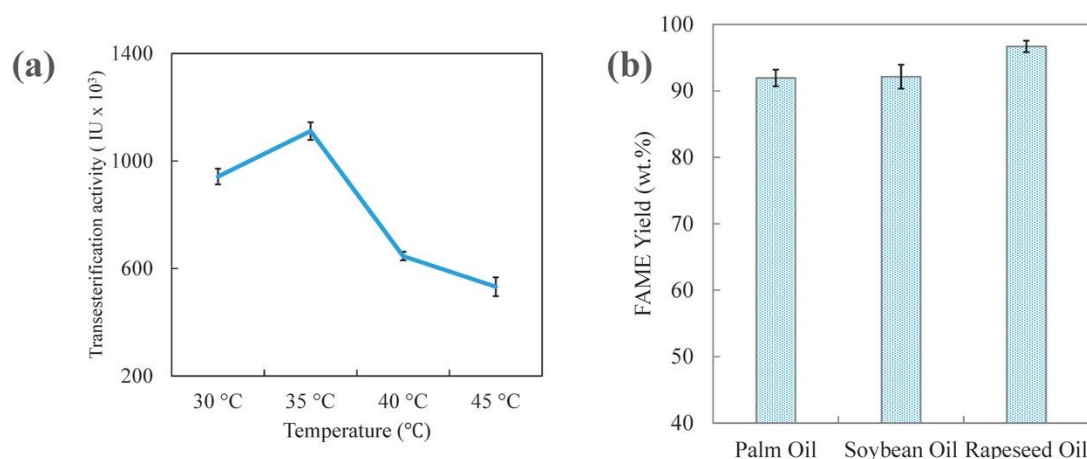 (a)
1400
1000
600
200
Transesterification activity ( IU x 10³)
30 °C 35 °C 40 °C 45 °C
Temperature (℃)
(b)
100
90
80
70
60
50
40
FAME Yield (wt.%)
Palm Oil Soybean Oil Rapeseed Oil